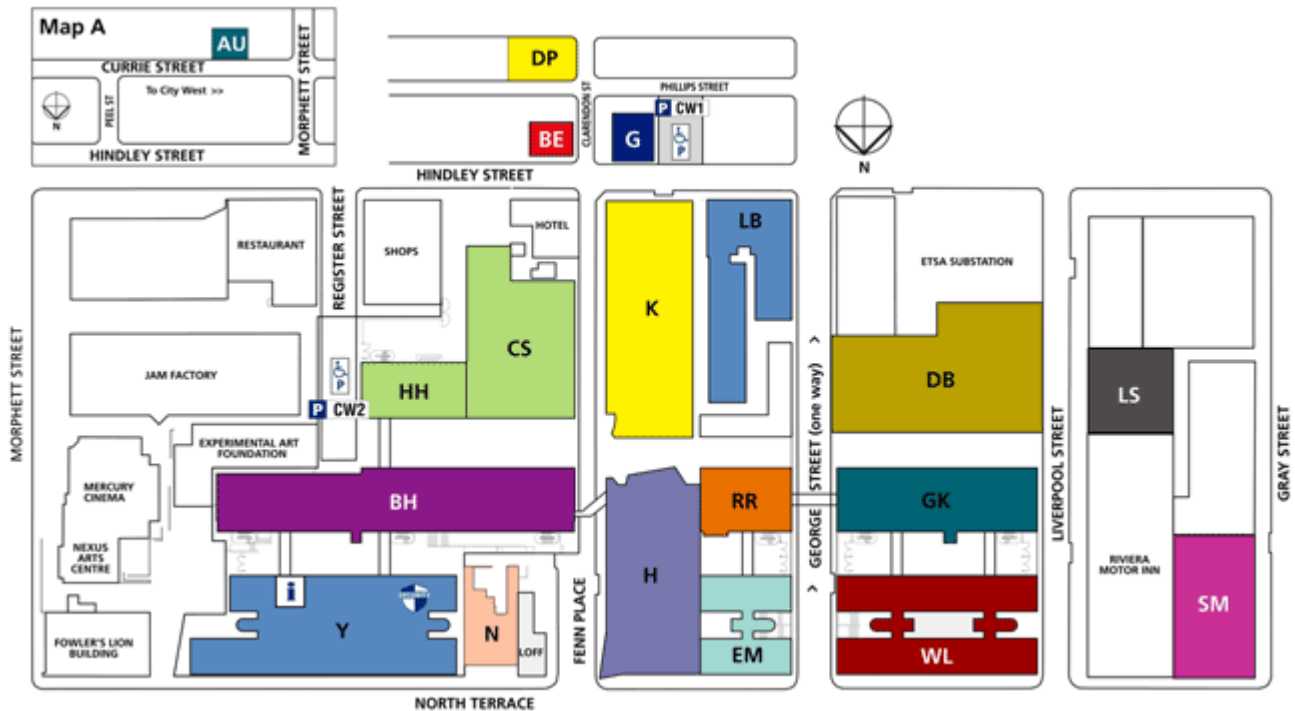 Map A
AU
CURRIE STREET
PEEL ST
To City West >>
MORPHETT STREET
N
HINDLEY STREET
DP
PHILLIPS STREET
CLARENDON ST
P CW1
BE
G
P
HINDLEY STREET
N
RESTAURANT
REGISTER STREET
SHOPS
HOTEL
LB
ETSA SUBSTATION
K
CS
MORPHETT STREET
JAM FACTORY
P
HH
P CW2
DB
LS
GEORGE STREET (one way)
>
>
LIVERPOOL STREET
GRAY STREET
EXPERIMENTAL ART
FOUNDATION
MERCURY
CINEMA
BH
RR
GK
NEXUS
ARTS
CENTRE
H
RIVIERA
MOTOR INN
i
SM
Y
N
FENN PLACE
FOWLER'S LION
BUILDING
LOFF
EM
WL
NORTH TERRACE